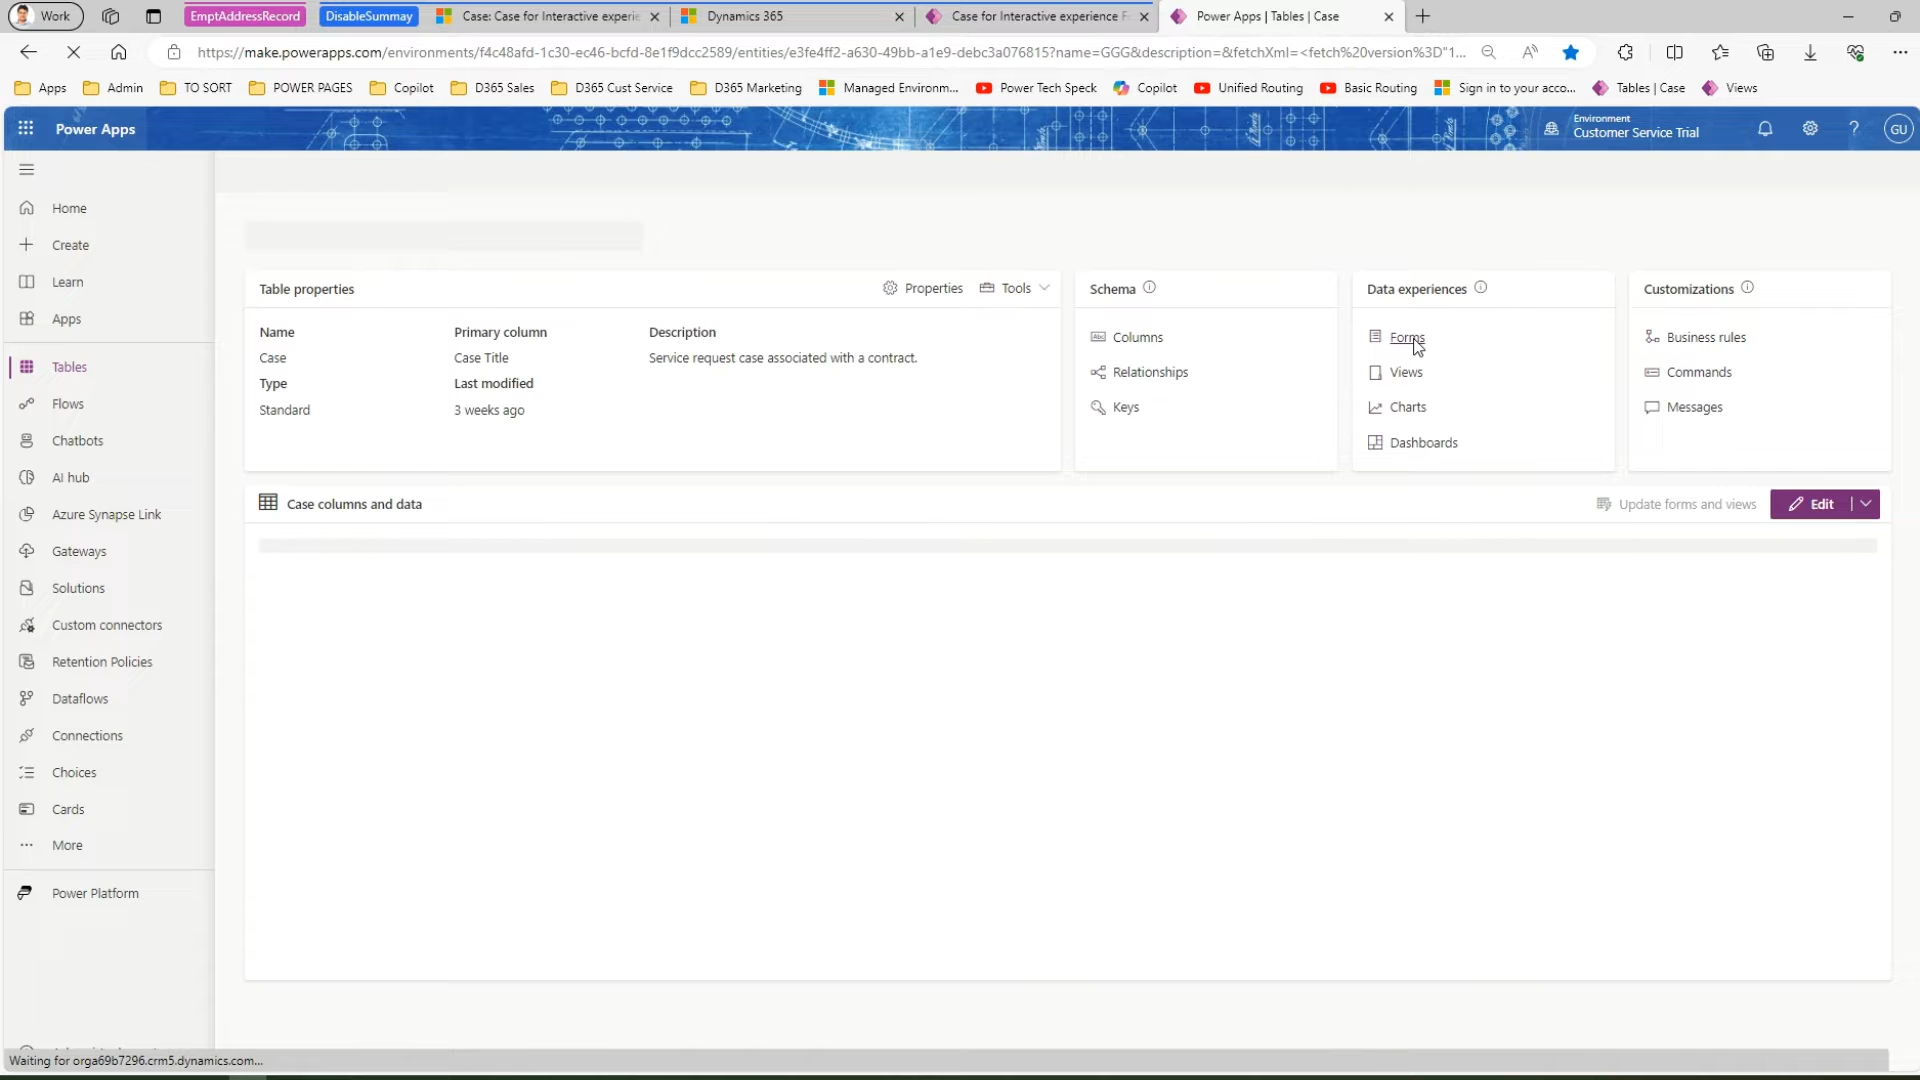 Work
EmptAddressRecord
DisableSummay
Case: Case for Interactive experie
Dynamics 365
Case for Interactive experience F
Power Apps | Tables | Case
https://make.powerapps.com/environments/f4c48afd-1c30-ec46-bcfd-8e1f9dcc2589/entities/e3fe4ff2-a630-49bb-a1e9-debc3a076815?name=GGG&description=&fetchXml=<fetch%20version%3D"1...
Apps
Admin
TO SORT
POWER PAGES
Copilot
D365 Sales
D365 Cust Service
D365 Marketing
Managed Environm...
Power Tech Speck
Copilot
Unified Routing
Basic Routing
Sign in to your acco...
Tables | Case
Views
Power Apps
Environment
Customer Service Trial
GU
Home
Create
Learn
Apps
Tables
Flows
Chatbots
AI hub
Azure Synapse Link
Gateways
Solutions
Custom connectors
Retention Policies
Dataflows
Connections
Choices
Cards
More
Power Platform
Table properties
Properties
Tools
Name
Primary column
Description
Case
Case Title
Service request case associated with a contract.
Type
Last modified
Standard
3 weeks ago
Schema
Columns
Relationships
Keys
Data experiences
Forms
Views
Charts
Dashboards
Customizations
Business rules
Commands
Messages
Case columns and data
Update forms and views
Edit
Waiting for orga69b7296.crm5.dynamics.com...